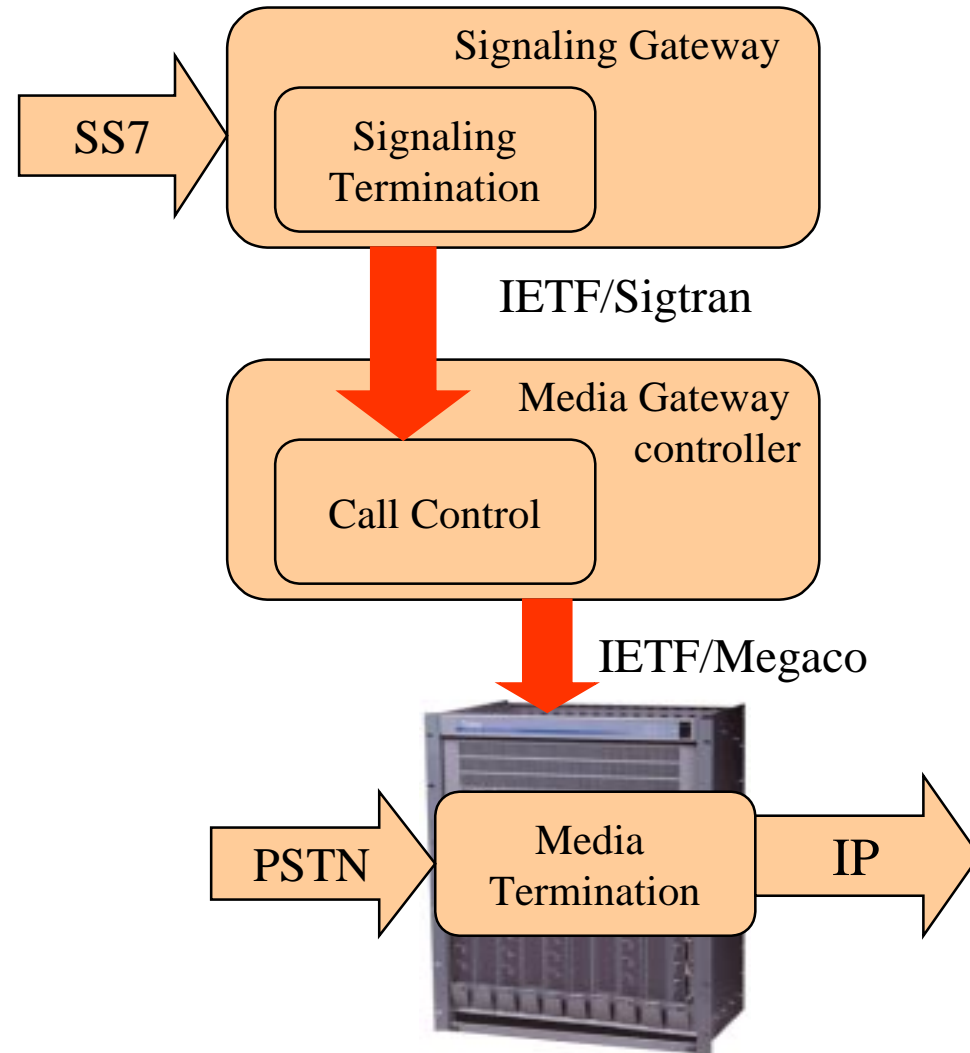 Signaling Gateway
SS7
Signaling
Termination
IETF/Sigtran
Media Gateway
controller
Call Control
IETF/Megaco
PSTN
Media
Termination
IP